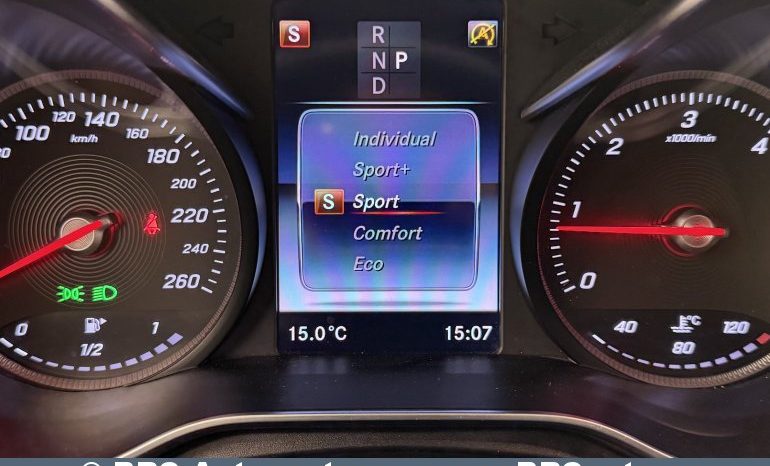 S
R
N P
D
100 120 140 160 180 200 220 240 260
km/h
Individual
Sport+
S Sport
Comfort
Eco
15.0°C 15:07
0 1/2 1
0 1 2 3 4
x1000/min
°C
40 80 120